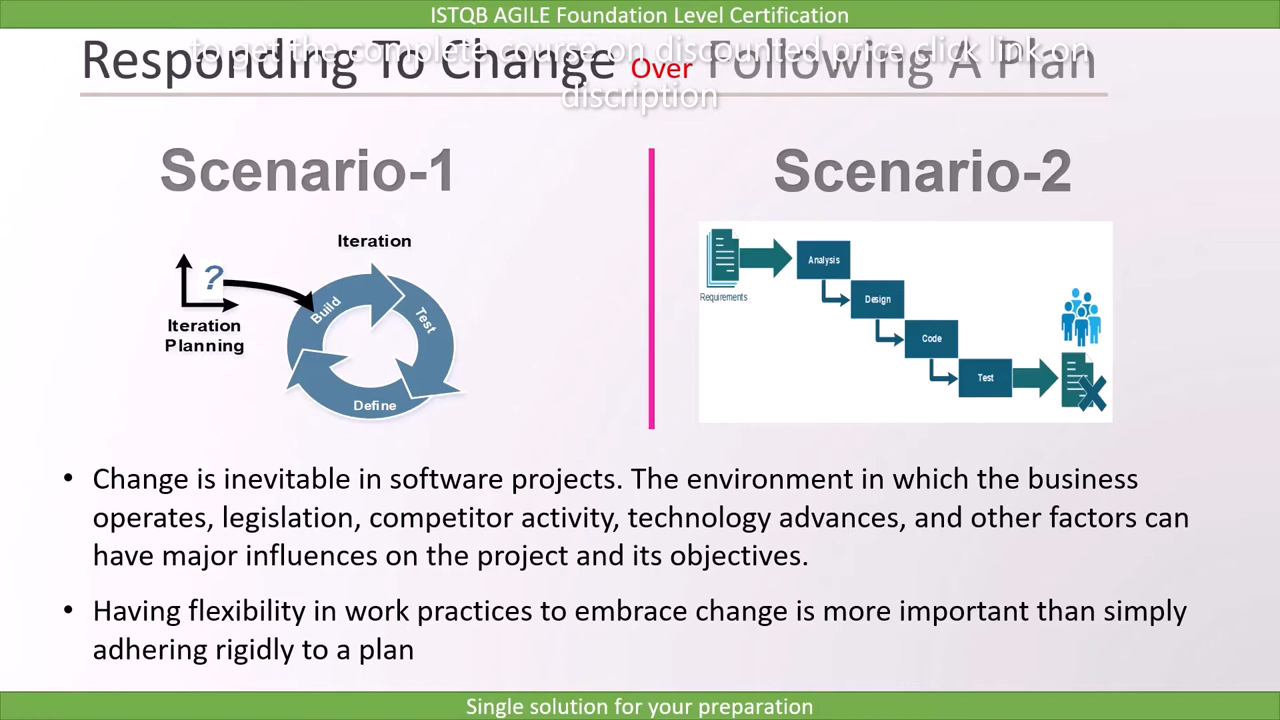 ISTQB AGILE Foundation Level Certification
to get the complete course on discounted price click link on
discription
Responding To Change Over Following A Plan
Scenario-1
Scenario-2
Iteration
?
Iteration
Planning
Build
Test
Define
Requirements
Analysis
Design
Code
Test
• Change is inevitable in software projects. The environment in which the business
operates, legislation, competitor activity, technology advances, and other factors can
have major influences on the project and its objectives.
• Having flexibility in work practices to embrace change is more important than simply
adhering rigidly to a plan
Single solution for your preparation